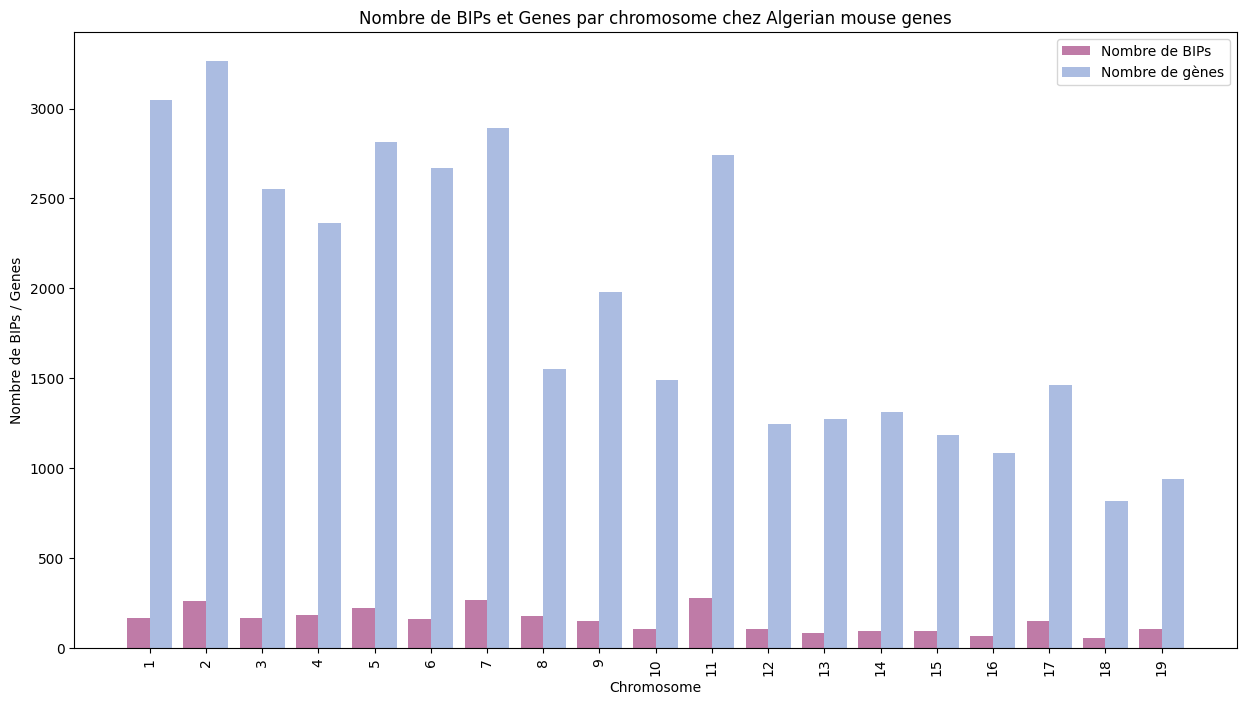 Nombre de BIPs et Genes par chromosome chez Algerian mouse genes
Nombre de BIPs
Nombre de gènes
Nombre de BIPs / Genes
3000
2500
2000
1500
1000
500
0
1 2 3 4 5 6 7 8 9 10 11 12 13 14 15 16 17 18 19
Chromosome